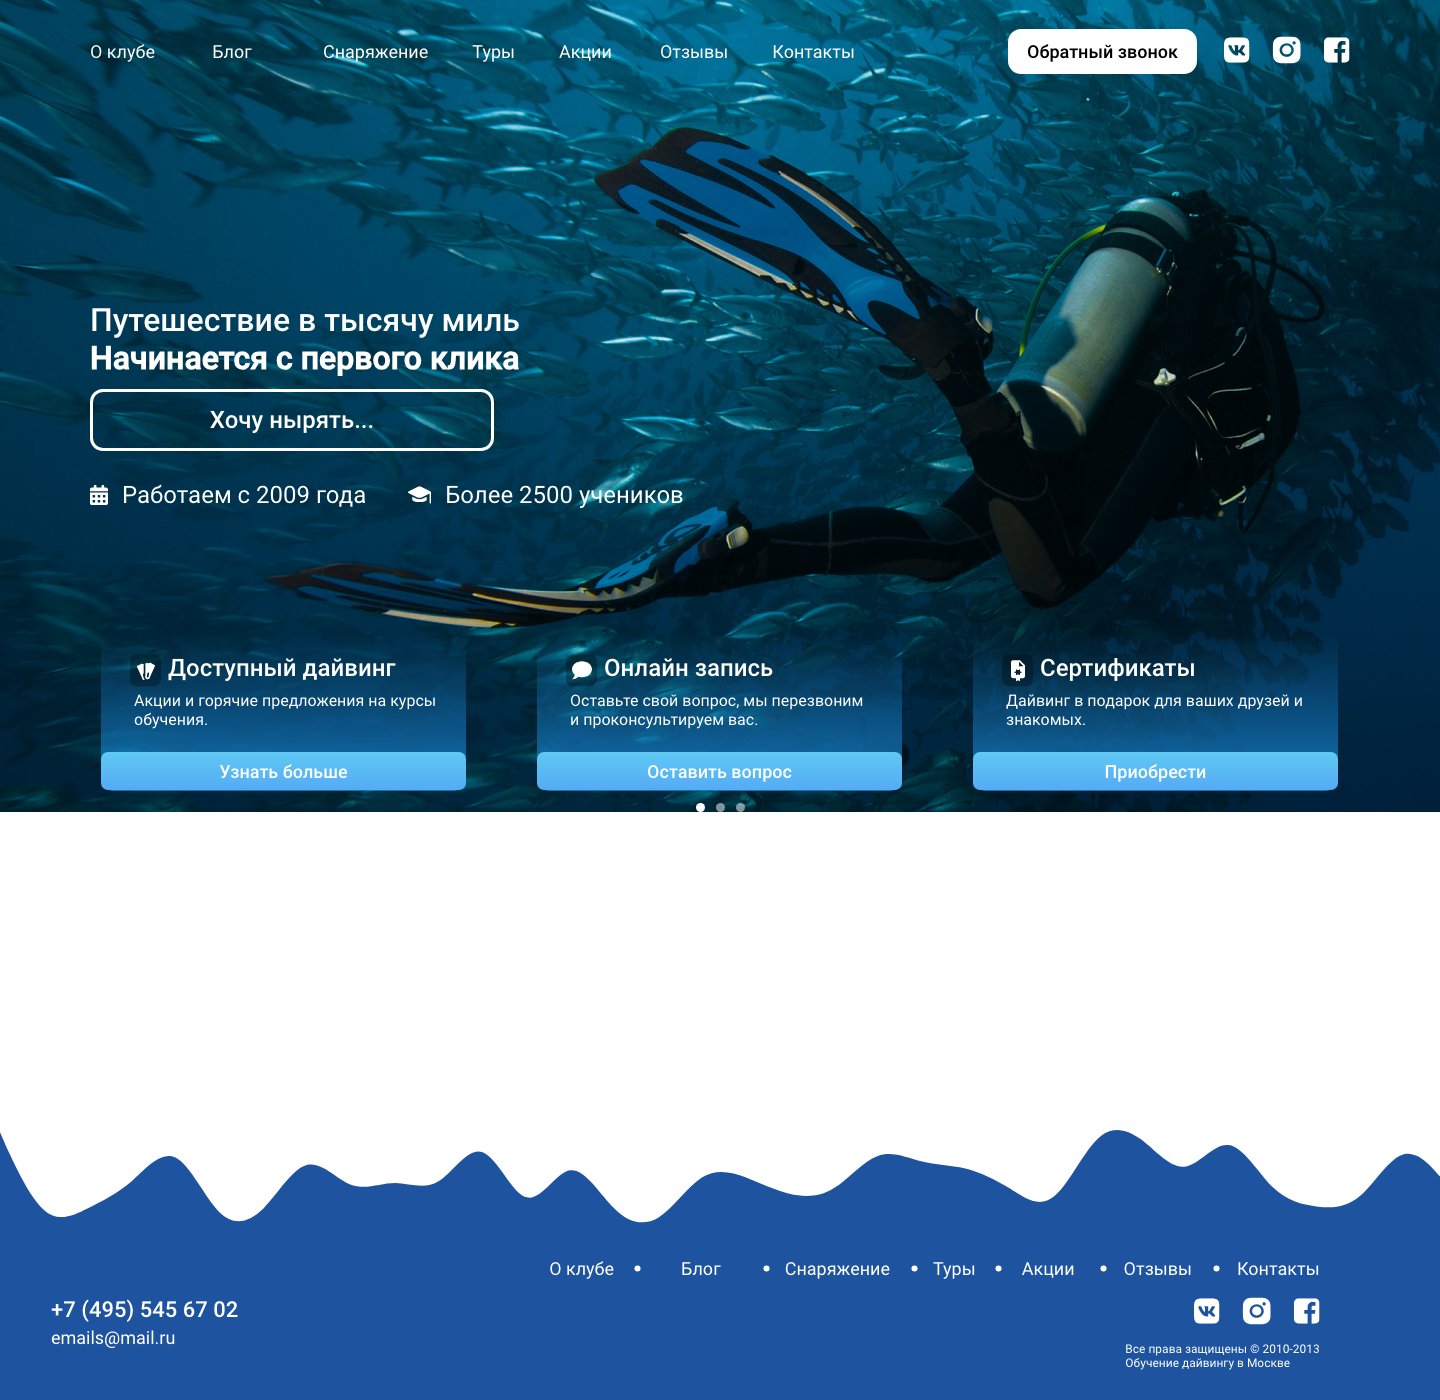 О клубе Блог Снаряжение Туры Акции Отзывы Контакты Обратный звонок
Путешествие в тысячу миль
Начинается с первого клика
Хочу нырять...
Работаем с 2009 года Более 2500 учеников
Доступный дайвинг
Акции и горячие предложения на курсы
обучения.
Узнать больше
Онлайн запись
Оставьте свой вопрос, мы перезвоним
и проконсультируем вас.
Оставить вопрос
Сертификаты
Дайвинг в подарок для ваших друзей и
знакомых.
Приобрести
О клубе • Блог • Снаряжение • Туры • Акции • Отзывы • Контакты
+7 (495) 545 67 02
emails@mail.ru
Все права защищены © 2010-2013
Обучение дайвингу в Москве